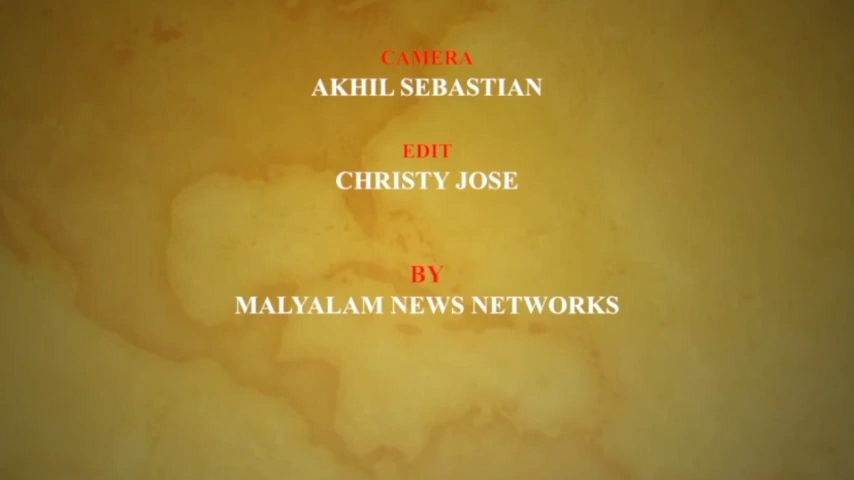 CAMERA
AKHIL SEBASTIAN
EDIT
CHRISTY JOSE
BY
MALYALAM NEWS NETWORKS